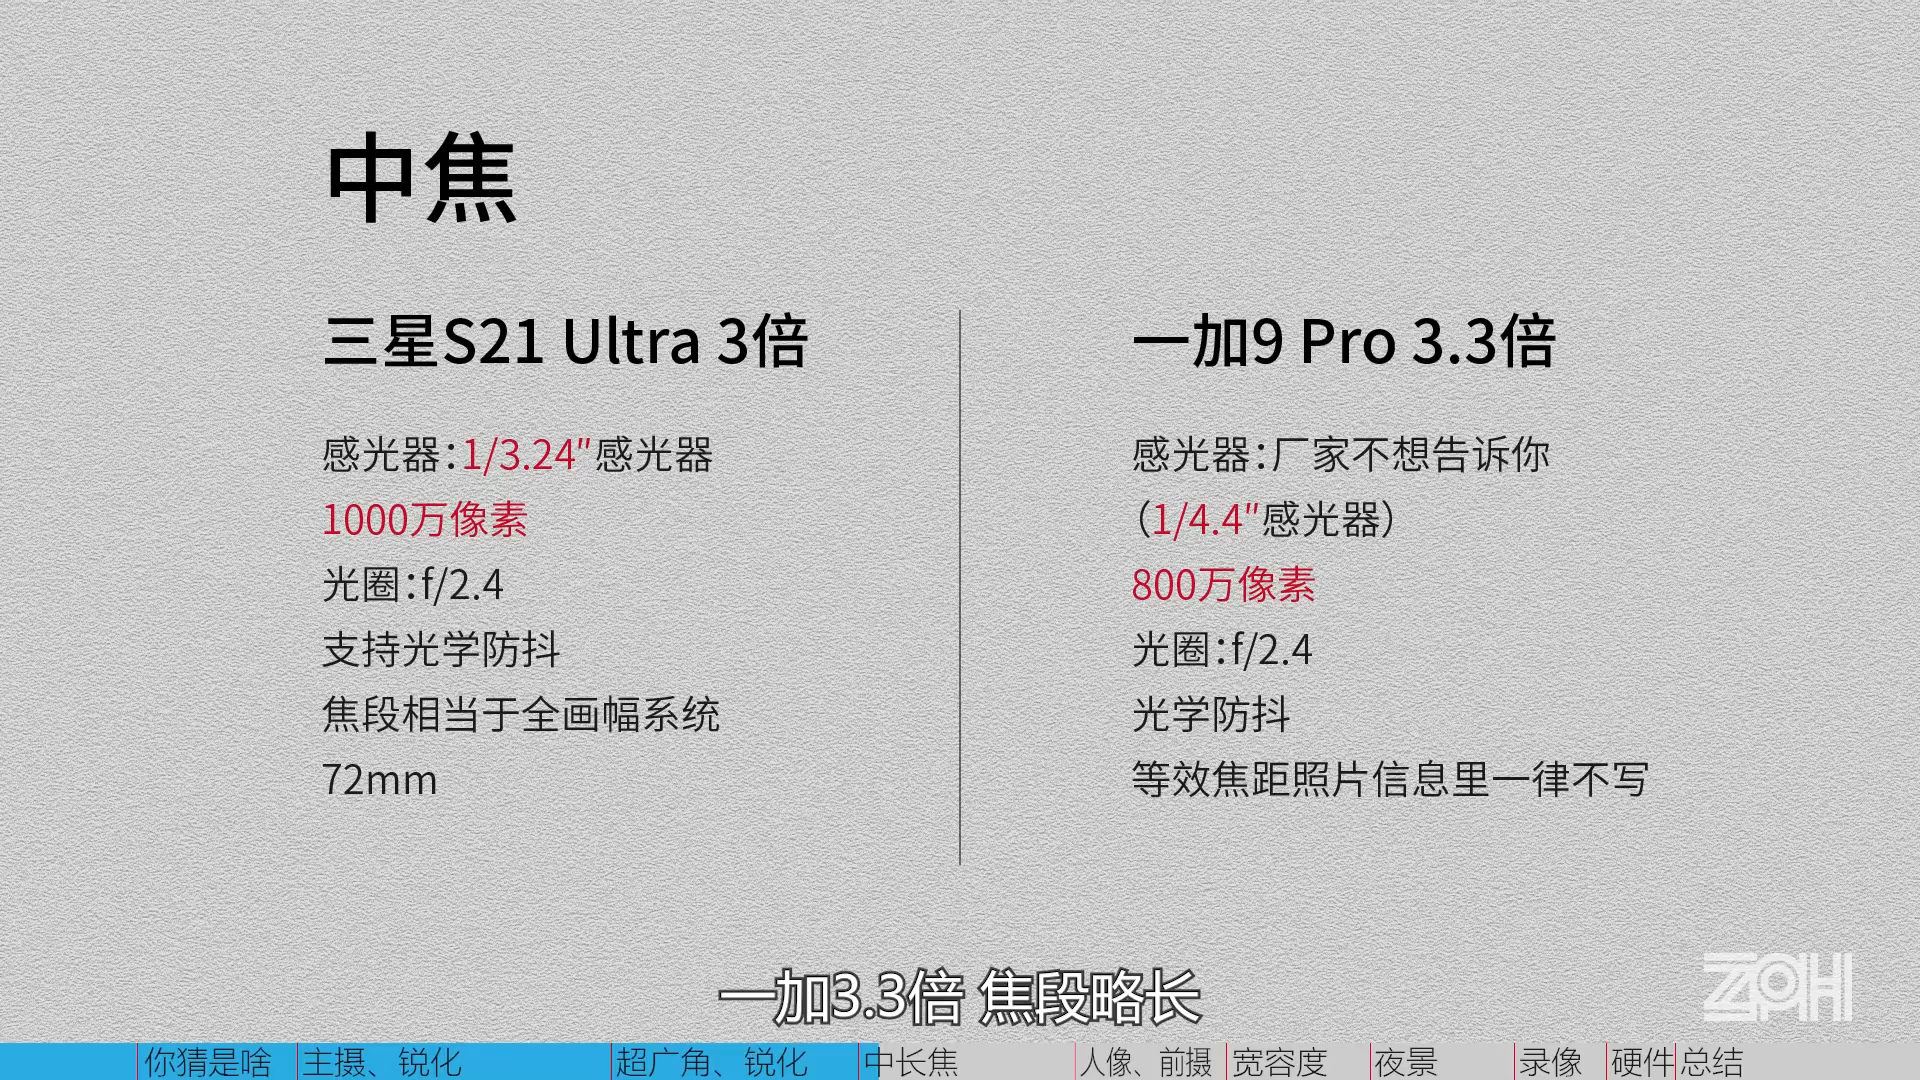 中焦
三星S21 Ultra 3倍
感光器：1/3.24"感光器
1000万像素
光圈：f/2.4
支持光学防抖
焦段相当于全画幅系统
72mm
一加9 Pro 3.3倍
感光器：厂家不想告诉你
（1/4.4"感光器）
800万像素
光圈：f/2.4
光学防抖
等效焦距照片信息里一律不写
一加3.3倍 焦段略长
你猜是啥 主摄、锐化 超广角、锐化 中长焦 人像、前摄 宽容度 夜景 录像 硬件 总结